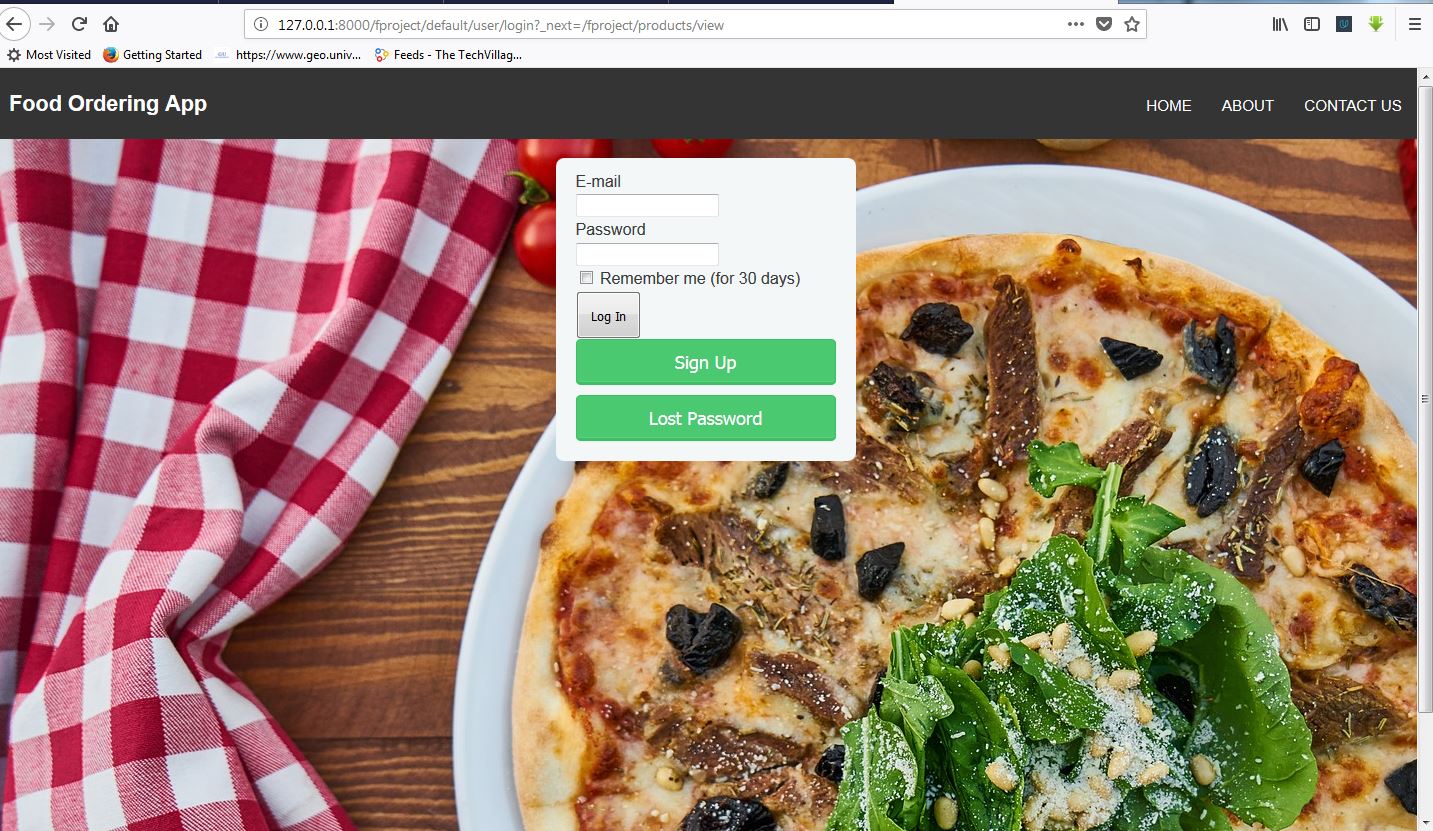 127.0.0.1:8000/fproject/default/user/login?_next=/fproject/products/view
Most Visited Getting Started https://www.geo.univ... Feeds - The TechVillag...
Food Ordering App HOME ABOUT CONTACT US
E-mail
Password
Remember me (for 30 days)
Log In
Sign Up
Lost Password